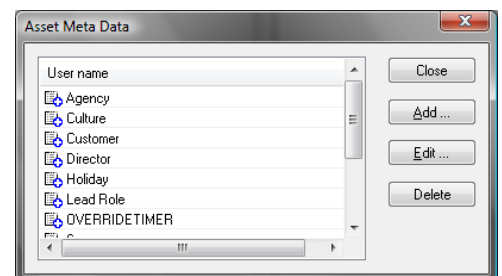 Asset Meta Data
User name
Close
Agency
Culture
Add ...
Customer
Director
Edit ...
Holiday
Lead Role
Delete
OVERRIDETIMER